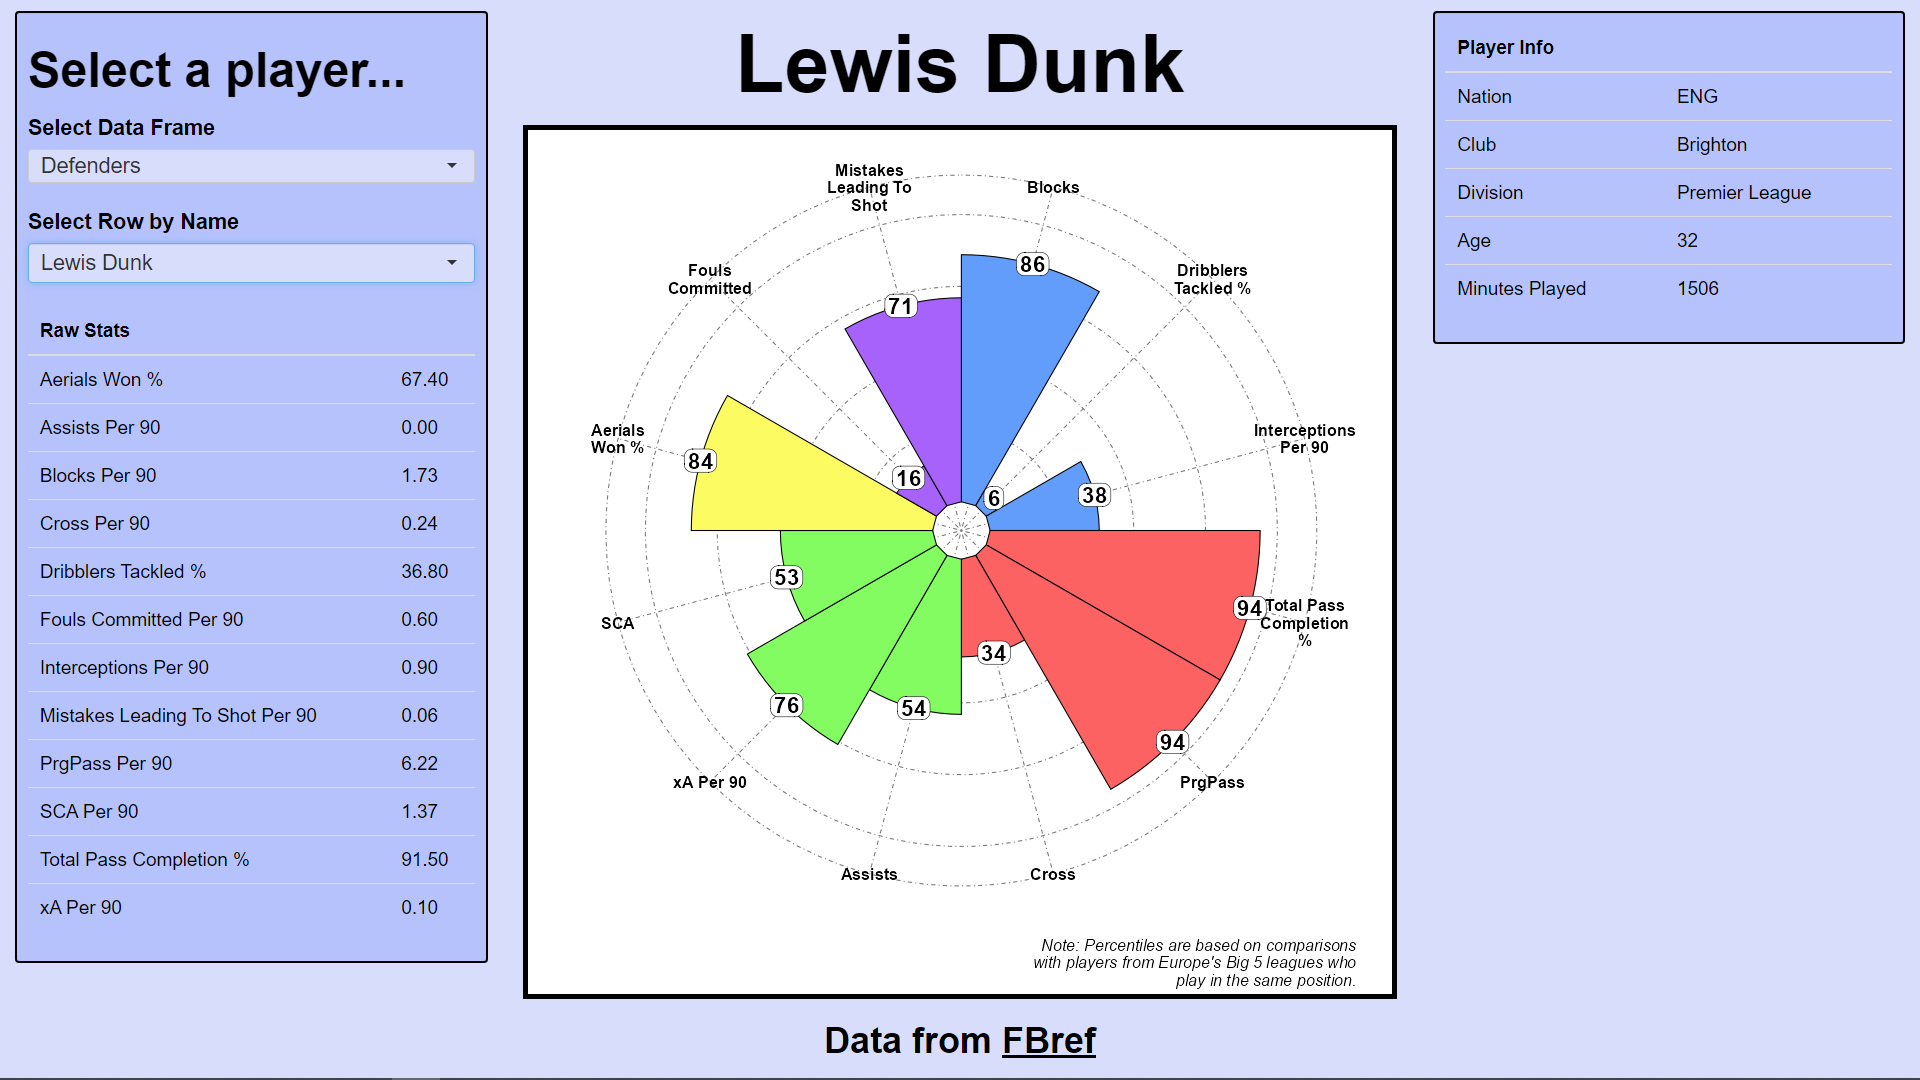 Select a player...
Select Data Frame
Defenders
Select Row by Name
Lewis Dunk
Raw Stats
Aerials Won % 67.40
Assists Per 90 0.00
Blocks Per 90 1.73
Cross Per 90 0.24
Dribblers Tackled % 36.80
Fouls Committed Per 90 0.60
Interceptions Per 90 0.90
Mistakes Leading To Shot Per 90 0.06
PrgPass Per 90 6.22
SCA Per 90 1.37
Total Pass Completion % 91.50
xA Per 90 0.10
Lewis Dunk
Mistakes
Leading To
Shot
Blocks
Fouls
Committed
Dribblers
Tackled %
86
71
Aerials
Won %
Interceptions
Per 90
84
16
6
38
53
SCA
94
Total Pass
Completion
%
34
76
54
94
xA Per 90
PrgPass
Assists
Cross
Note: Percentiles are based on comparisons
with players from Europe's Big 5 leagues who
play in the same position.
Data from FBref
Player Info
Nation ENG
Club Brighton
Division Premier League
Age 32
Minutes Played 1506